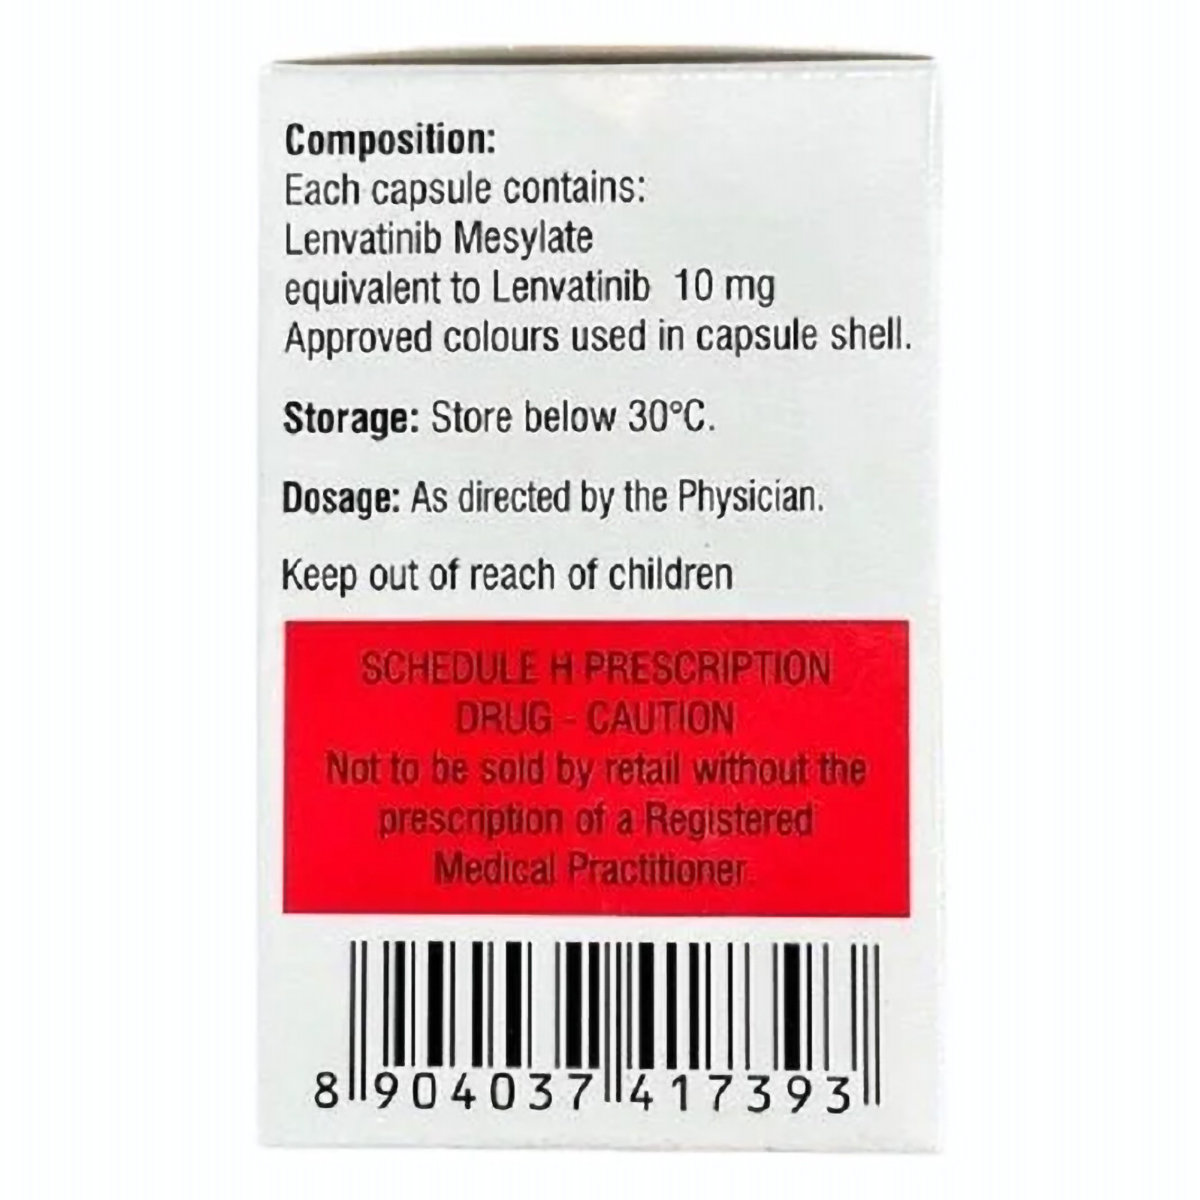 Composition:
Each capsule contains:
Lenvatinib Mesylate
equivalent to Lenvatinib 10 mg
Approved colours used in capsule shell.
Storage: Store below 30°C.
Dosage: As directed by the Physician.
Keep out of reach of children
SCHEDULE H PRESCRIPTION
DRUG - CAUTION
Not to be sold by retail without the
prescription of a Registered
Medical Practitioner
8 904037 417393